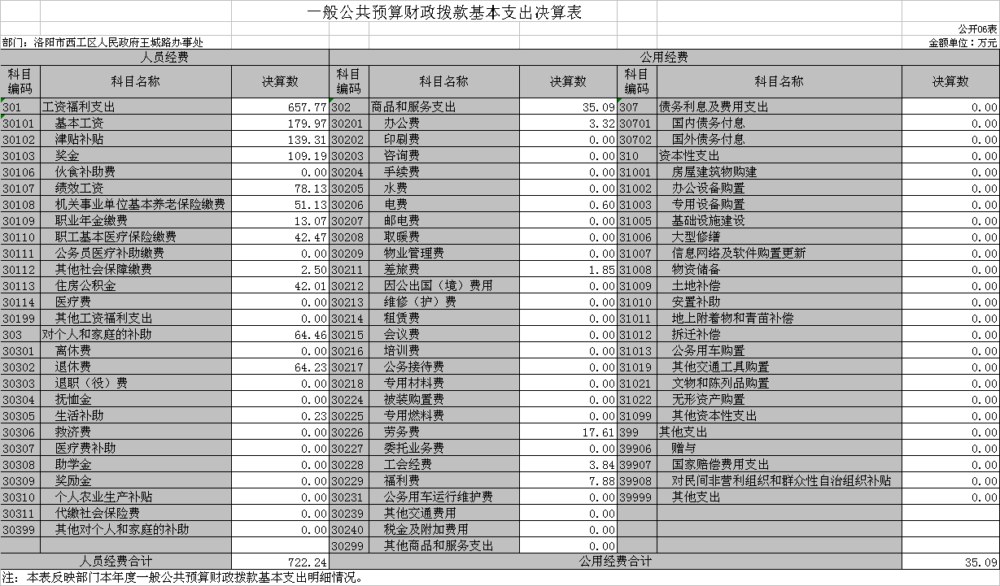 一般公共预算财政拨款基本支出决算表
公开06表
部门：洛阳市西工区人民政府王城路办事处 金额单位：万元
人员经费 公用经费
科目编码 科目名称 决算数 科目编码 科目名称 决算数 科目编码 科目名称 决算数
301 工资福利支出 657.77 302 商品和服务支出 35.09 307 债务利息及费用支出 0.00
30101 基本工资 179.97 30201 办公费 3.32 30701 国内债务付息 0.00
30102 津贴补贴 139.31 30202 印刷费 0.00 30702 国外债务付息 0.00
30103 奖金 109.19 30203 咨询费 0.00 310 资本性支出 0.00
30106 伙食补助费 0.00 30204 手续费 0.00 31001 房屋建筑物购建 0.00
30107 绩效工资 78.13 30205 水费 0.00 31002 办公设备购置 0.00
30108 机关事业单位基本养老保险缴费 51.13 30206 电费 0.60 31003 专用设备购置 0.00
30109 职业年金缴费 13.07 30207 邮电费 0.00 31005 基础设施建设 0.00
30110 职工基本医疗保险缴费 42.47 30208 取暖费 0.00 31006 大型修缮 0.00
30111 公务员医疗补助缴费 0.00 30209 物业管理费 0.00 31007 信息网络及软件购置更新 0.00
30112 其他社会保障缴费 2.50 30211 差旅费 1.85 31008 物资储备 0.00
30113 住房公积金 42.01 30212 因公出国（境）费用 0.00 31009 土地补偿 0.00
30114 医疗费 0.00 30213 维修（护）费 0.00 31010 安置补助 0.00
30199 其他工资福利支出 0.00 30214 租赁费 0.00 31011 地上附着物和青苗补偿 0.00
303 对个人和家庭的补助 64.46 30215 会议费 0.00 31012 拆迁补偿 0.00
30301 离休费 0.00 30216 培训费 0.00 31013 公务用车购置 0.00
30302 退休费 64.23 30217 公务接待费 0.00 31019 其他交通工具购置 0.00
30303 退职（役）费 0.00 30218 专用材料费 0.00 31021 文物和陈列品购置 0.00
30304 抚恤金 0.00 30224 被装购置费 0.00 31022 无形资产购置 0.00
30305 生活补助 0.23 30225 专用燃料费 0.00 31099 其他资本性支出 0.00
30306 救济费 0.00 30226 劳务费 17.61 399 其他支出 0.00
30307 医疗费补助 0.00 30227 委托业务费 0.00 39906 赠与 0.00
30308 助学金 0.00 30228 工会经费 3.84 39907 国家赔偿费用支出 0.00
30309 奖励金 0.00 30229 福利费 7.88 39908 对民间非营利组织和群众性自治组织补贴 0.00
30310 个人农业生产补贴 0.00 30231 公务用车运行维护费 0.00 39999 其他支出 0.00
30311 代缴社会保险费 0.00 30239 其他交通费用 0.00
30399 其他对个人和家庭的补助 0.00 30240 税金及附加费用 0.00
30299 其他商品和服务支出 0.00
人员经费合计 722.24 公用经费合计 35.09
注：本表反映部门本年度一般公共预算财政拨款基本支出明细情况。